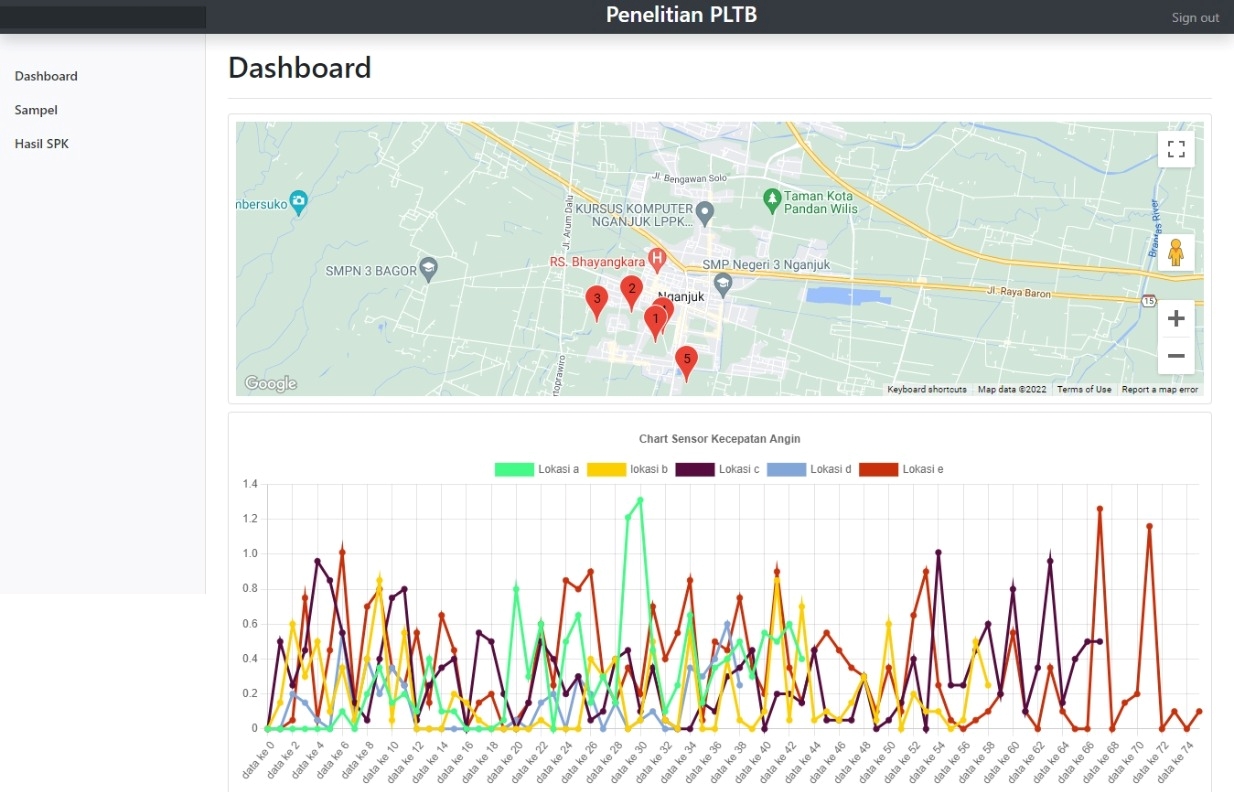 Penelitian PLTB
Sign out
Dashboard
Sampel
Hasil SPK
Dashboard
Jl. Bengawan Solo
Taman Kota
Pandan Wilis
nbersuko
KURSUS KOMPUTER
NGANJUK LPPK...
Jl. Arum Dalu
Brantas River
RS. Bhayangkara
H
SMP Negeri 3 Nganjuk
SMPN 3 BAGOR
Nganjuk
Jl. Raya Baron
15
3
2
1
5
Google
Keyboard shortcuts
Map data ©2022
Terms of Use
Report a map error
Chart Sensor Kecepatan Angin
Lokasi a
lokasi b
Lokasi c
Lokasi d
Lokasi e
1.4
1.2
1.0
0.8
0.6
0.4
0.2
0
data ke 0
data ke 2
data ke 4
data ke 6
data ke 8
data ke 10
data ke 12
data ke 14
data ke 16
data ke 18
data ke 20
data ke 22
data ke 24
data ke 26
data ke 28
data ke 30
data ke 32
data ke 34
data ke 36
data ke 38
data ke 40
data ke 42
data ke 44
data ke 46
data ke 48
data ke 50
data ke 52
data ke 54
data ke 56
data ke 58
data ke 60
data ke 62
data ke 64
data ke 66
data ke 68
data ke 70
data ke 72
data ke 74